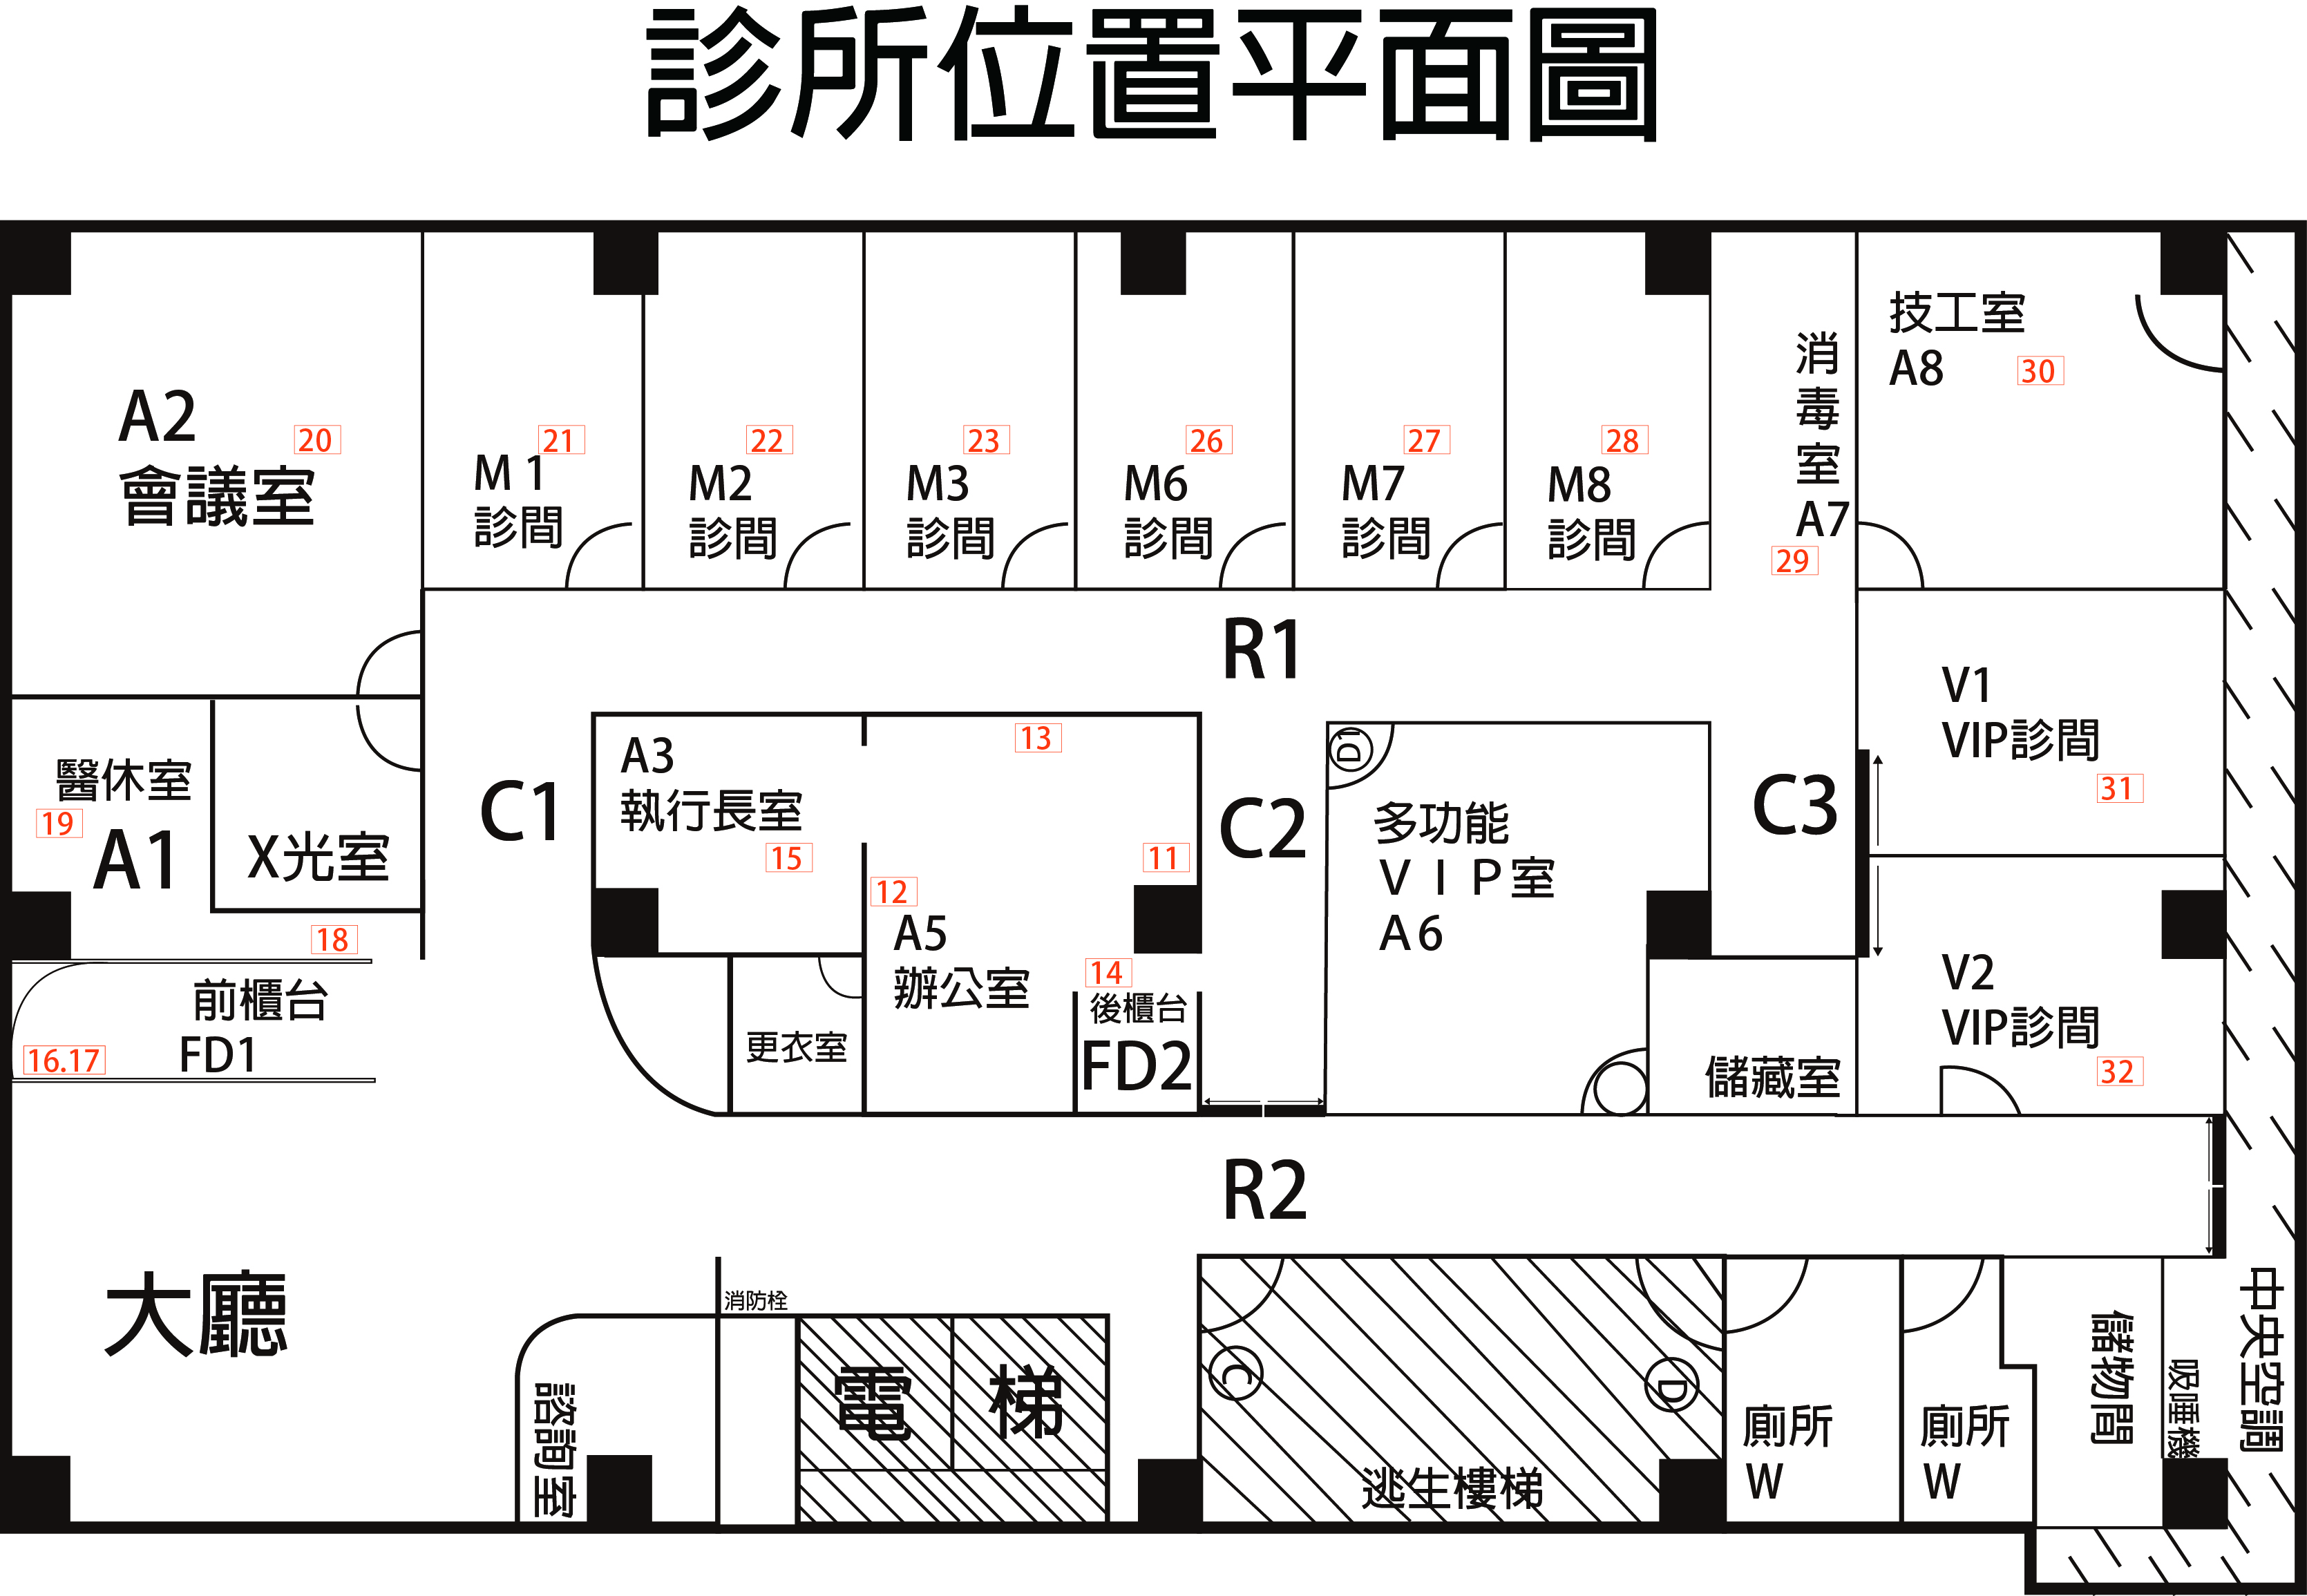 診所位置平面圖
A2
會議室
20
21
M 1
診間
22
M2
診間
23
M3
診間
26
M6
診間
27
M7
診間
28
M8
診間
消毒室
A7
29
技工室
A8
30
R1
醫休室
19
A1
X光室
18
C1
A3
執行長室
15
13
11
12
A5
辦公室
14
後櫃台
FD2
更衣室
C2
D
多功能
VIP室
A6
C3
V1
VIP診間
31
V2
VIP診間
32
儲藏室
前櫃台
FD1
16.17
R2
大廳
諮詢室
消防栓
電梯
C
D
逃生樓梯
廁所
W
廁所
W
儲物間
吸唾機
中央空調